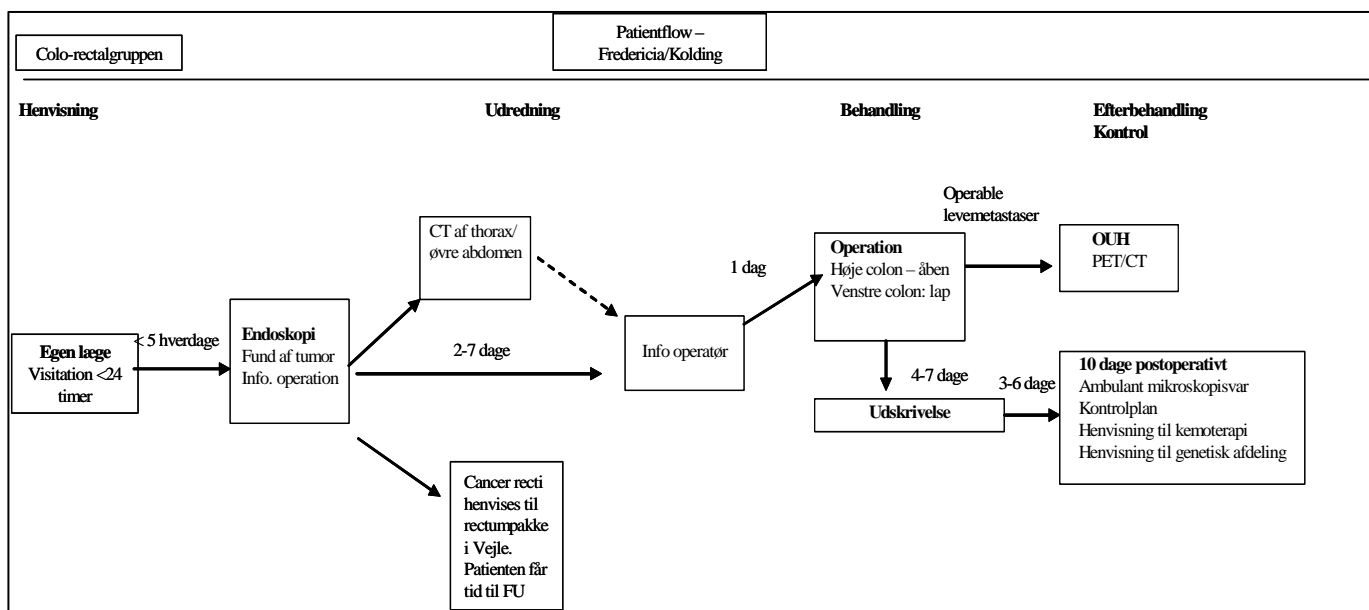 Patientflow –
Fredericia/Kolding
Colo-rectalgruppen
Henvisning
Udredning
Behandling
Efterbehandling
Kontrol
Egen læge
Visitation <24
timer
< 5 hverdage
Endoskopi
Fund af tumor
Info. operation
CT af thorax/
øvre abdomen
2-7 dage
Cancer recti
henvises til
rectumpakke
i Vejle.
Patienten får
tid til FU
Info operatør
1 dag
Operation
Høje colon – åben
Venstre colon: lap
Operable
levemetastaser
OUH
PET/CT
4-7 dage
Udskrivelse
3-6 dage
10 dage postoperativt
Ambulant mikroskopisvar
Kontrolplan
Henvisning til kemoterapi
Henvisning til genetisk afdeling